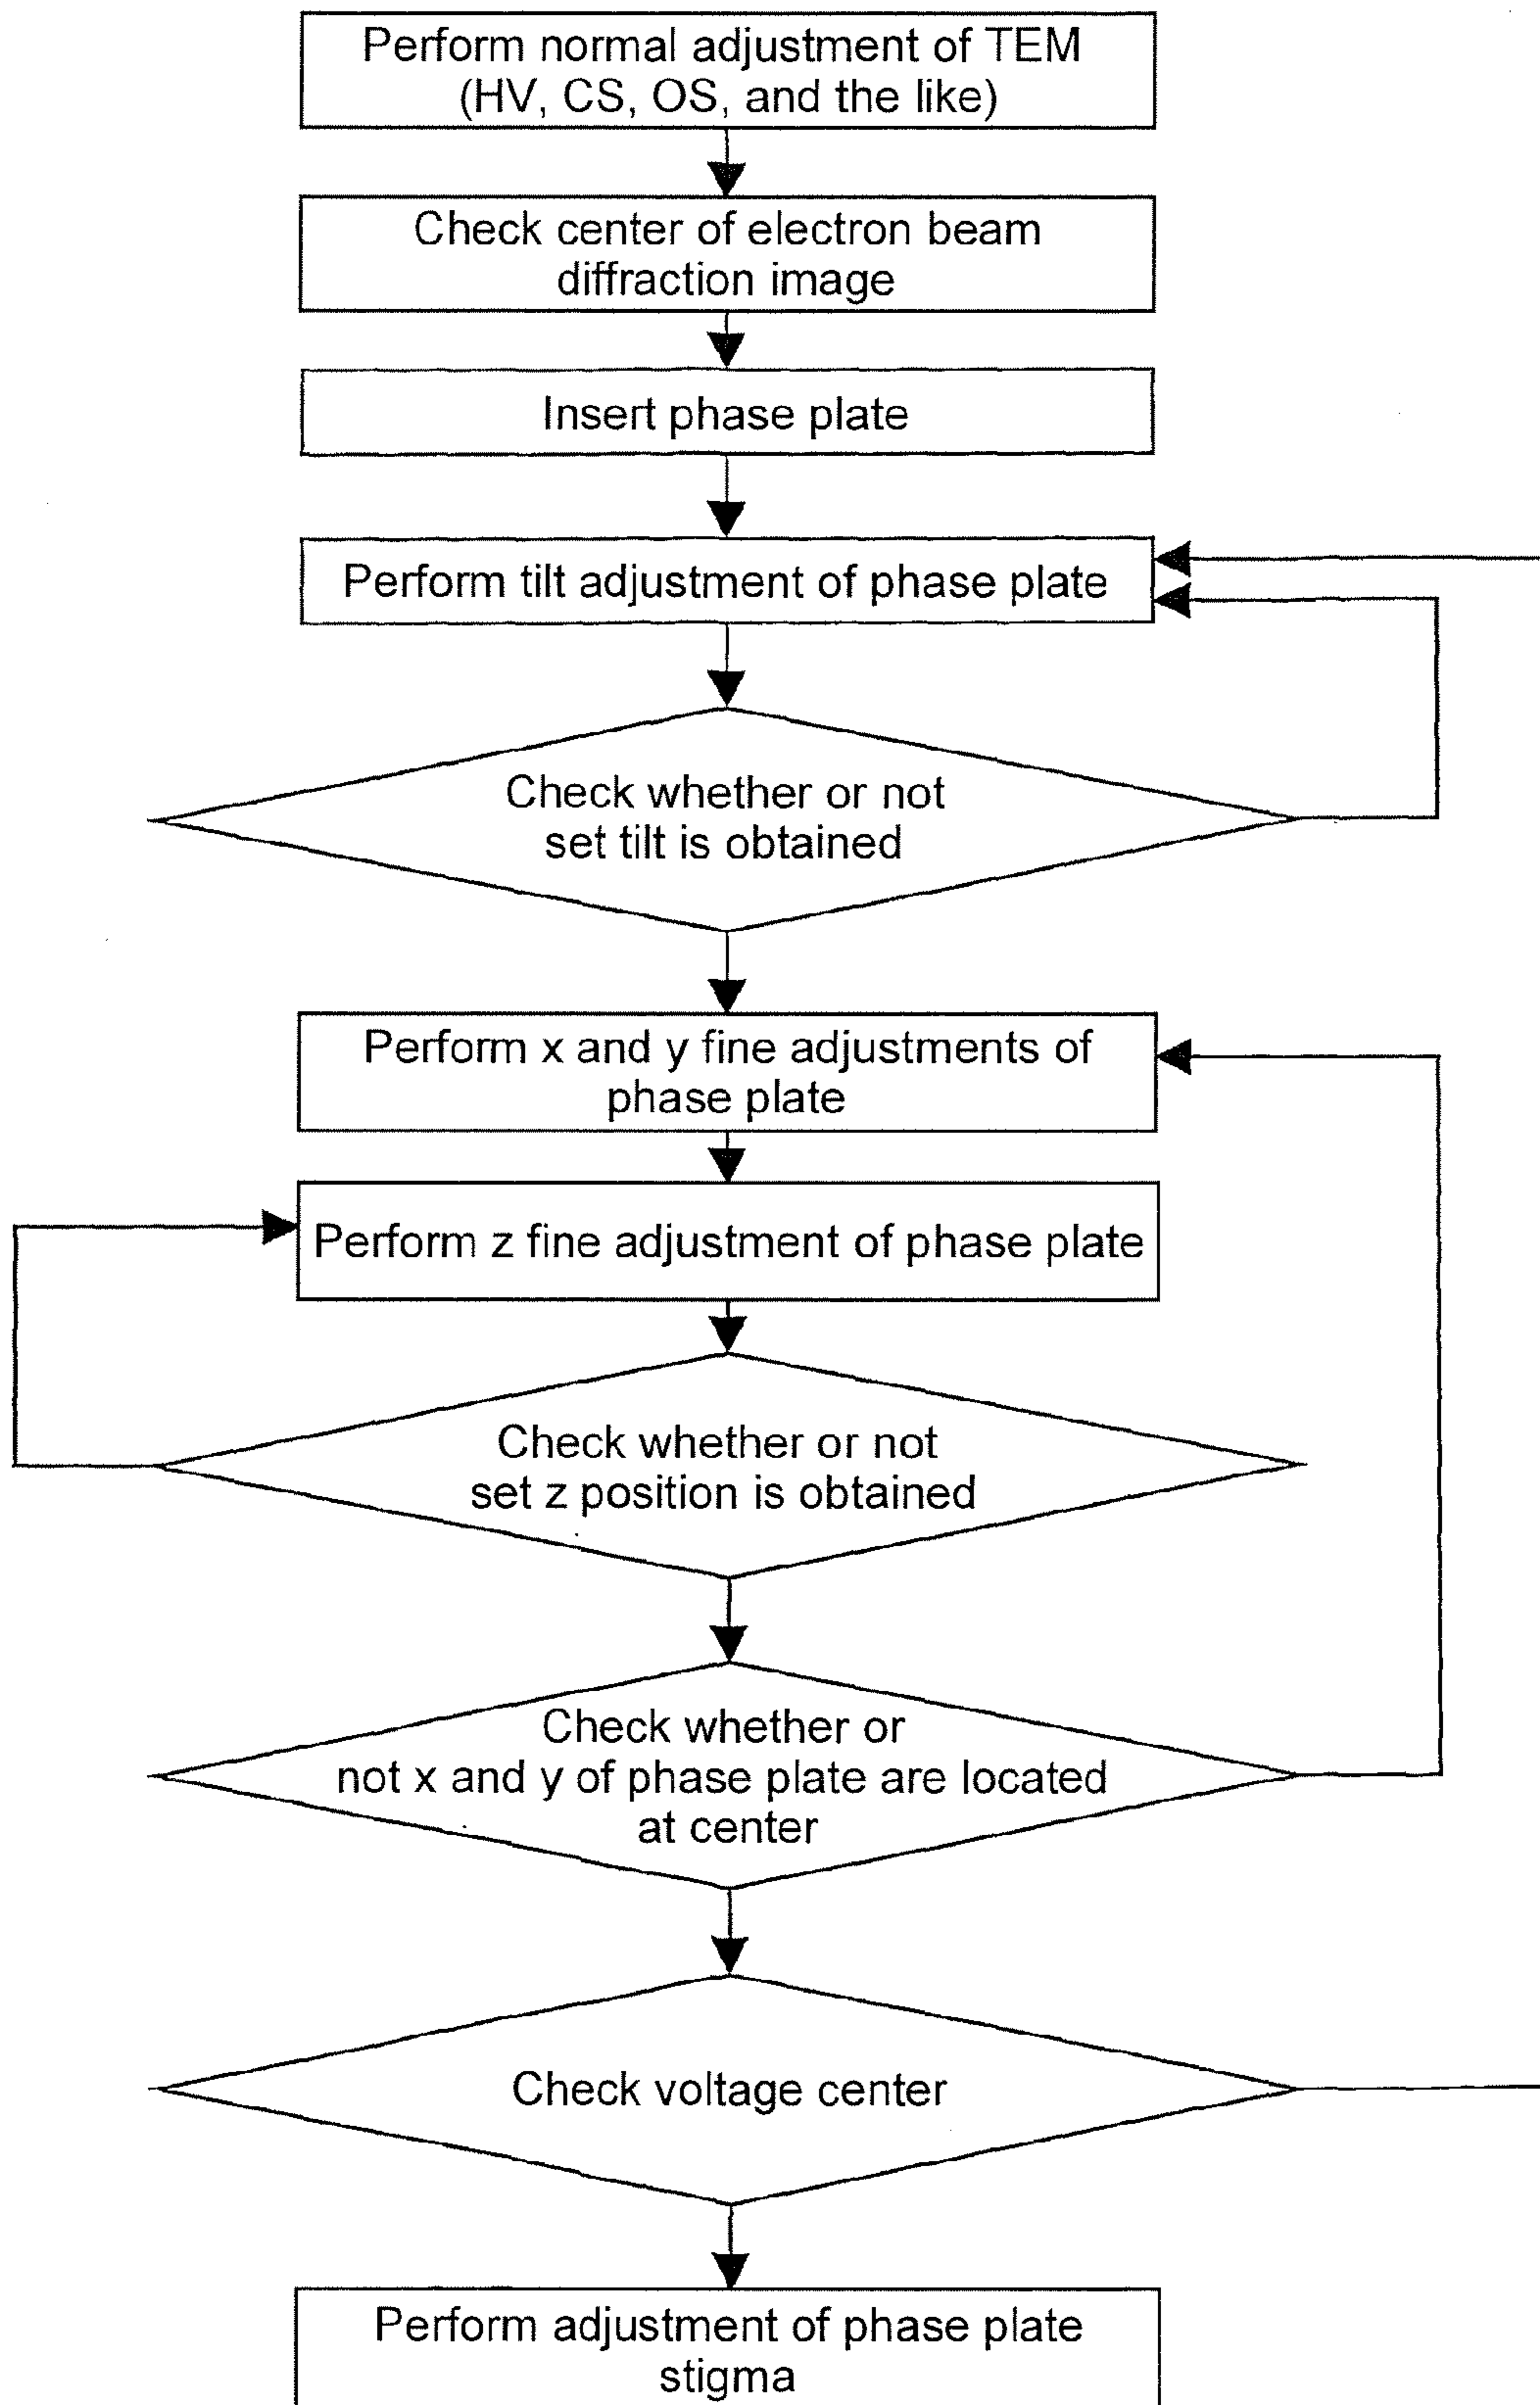 Perform normal adjustment of TEM
(HV, CS, OS, and the like)
Check center of electron beam
diffraction image
Insert phase plate
Perform tilt adjustment of phase plate
Check whether or not
set tilt is obtained
Perform x and y fine adjustments of
phase plate
Perform z fine adjustment of phase plate
Check whether or not
set z position is obtained
Check whether or
not x and y of phase plate are located
at center
Check voltage center
Perform adjustment of phase plate
stigma